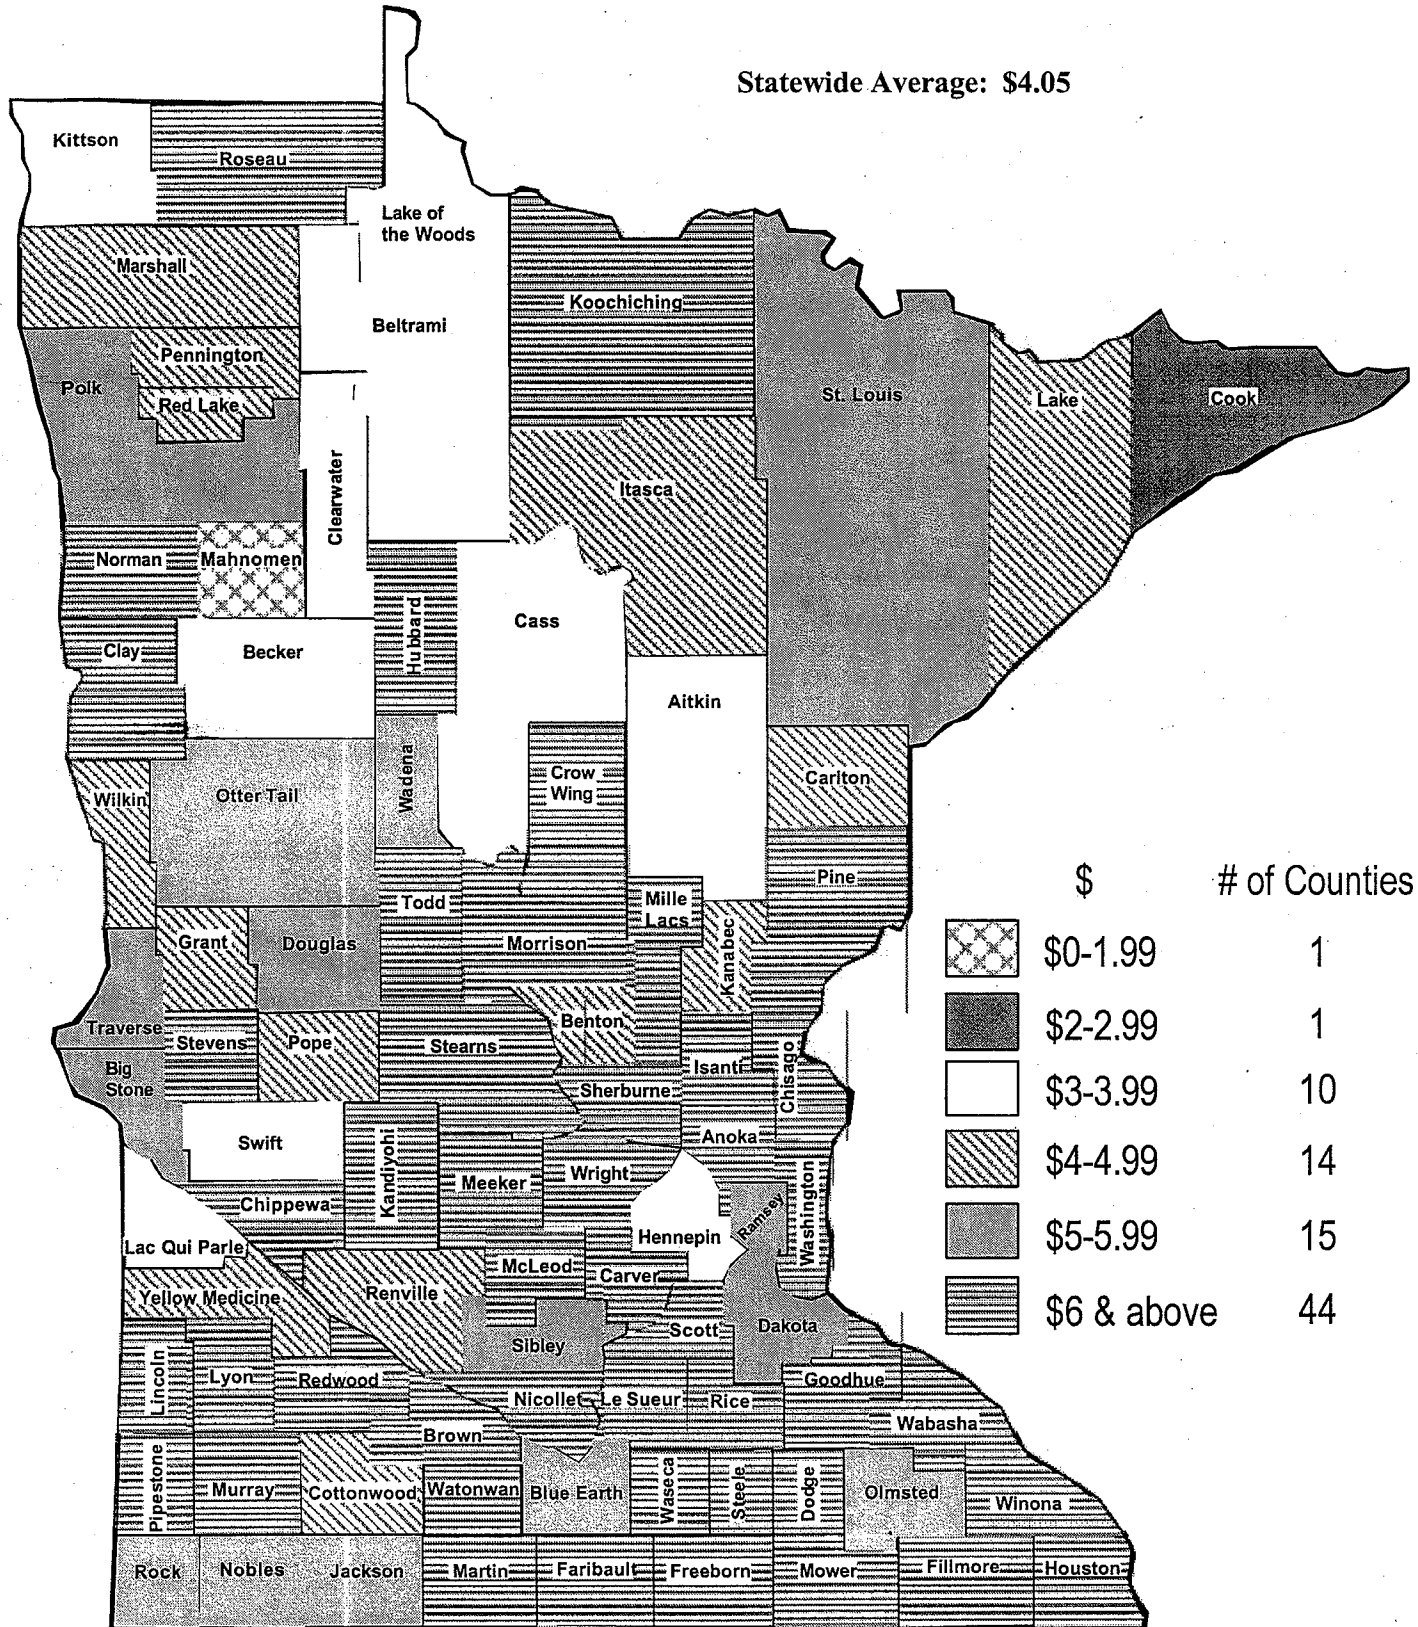 Statewide Average: $4.05
Kittson
Roseau
Lake of
the Woods
Marshall
Koochiching
Beltrami
Pennington
Polk
Red Lake
St. Louis
Lake
Cook
Clearwater
Itasca
Norman
Mahnomen
Hubbard
Cass
Clay
Becker
Aitkin
Wadena
Crow
Wing
Carlton
Wilkin
Otter Tail
Pine
Todd
Mille
Lacs
Kanabec
Grant
Douglas
Morrison
Traverse
Stevens
Pope
Stearns
Benton
Isanti
Chisago
Big
Stone
Sherburne
Swift
Kandiyohi
Anoka
Meeker
Wright
Chippewa
Hennepin
Ramsey
Washington
Lac Qui Parle
McLeod
Carver
Yellow Medicine
Renville
Scott
Dakota
Sibley
Lincoln
Lyon
Redwood
Nicollet
Le Sueur
Rice
Goodhue
Wabasha
Brown
Pipestone
Murray
Cottonwood
Watonwan
Blue Earth
Waseca
Steele
Dodge
Olmsted
Winona
Rock
Nobles
Jackson
Martin
Faribault
Freeborn
Mower
Fillmore
Houston
$ # of Counties
$0-1.99 1
$2-2.99 1
$3-3.99 10
$4-4.99 14
$5-5.99 15
$6 & above 44